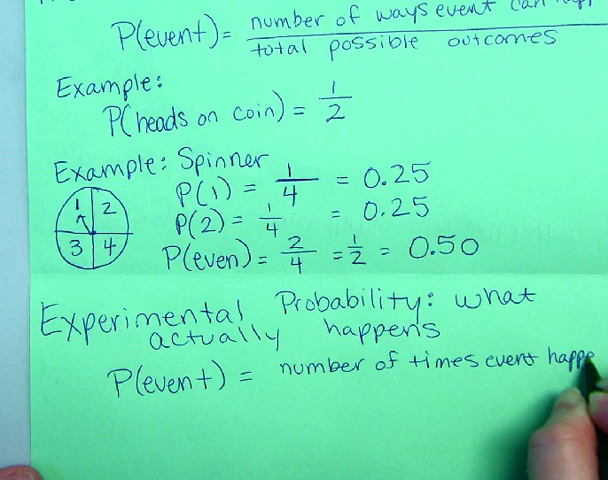 P(event) = number of ways event can
total possible outcomes
Example:
P(heads on coin) = 1/2
Example: Spinner
P(1) = 1/4 = 0.25
P(2) = 1/4 = 0.25
P(even) = 2/4 = 1/2 = 0.50
1 2
3 4
Experimental Probability: what
actually happens
P(event) = number of times event happe